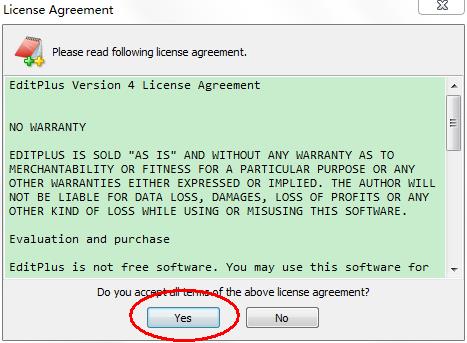 License Agreement
Please read following license agreement.
EditPlus Version 4 License Agreement
NO WARRANTY
EDITPLUS IS SOLD "AS IS" AND WITHOUT ANY WARRANTY AS TO
MERCHANTABILITY OR FITNESS FOR A PARTICULAR PURPOSE OR ANY
OTHER WARRANTIES EITHER EXPRESSED OR IMPLIED. THE AUTHOR WILL
NOT BE LIABLE FOR DATA LOSS, DAMAGES, LOSS OF PROFITS OR ANY
OTHER KIND OF LOSS WHILE USING OR MISUSING THIS SOFTWARE.
Evaluation and purchase
EditPlus is not free software. You may use this software for
Do you accept all terms of the above license agreement?
Yes
No